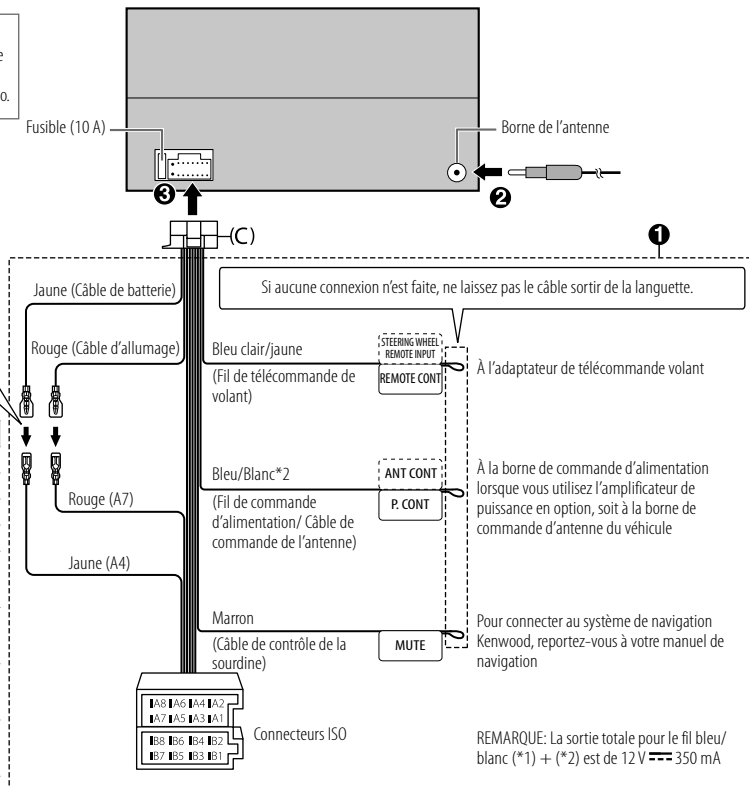 e
o.
Fusible (10 A)
Borne de l’antenne
❸
❷
(C)
❶
Si aucune connexion n’est faite, ne laissez pas le câble sortir de la languette.
Jaune (Câble de batterie)
Rouge (Câble d’allumage)
Bleu clair/jaune
(Fil de télécommande de
volant)
STEERING WHEEL
REMOTE INPUT
REMOTE CONT
À l’adaptateur de télécommande volant
Bleu/Blanc*2
(Fil de commande
d’alimentation/ Câble de
commande de l’antenne)
ANT CONT
P. CONT
À la borne de commande d’alimentation
lorsque vous utilisez l’amplificateur de
puissance en option, soit à la borne de
commande d’antenne du véhicule
Rouge (A7)
Jaune (A4)
Marron
(Câble de contrôle de la
sourdine)
MUTE
Pour connecter au système de navigation
Kenwood, reportez-vous à votre manuel de
navigation
A8 A6 A4 A2
A7 A5 A3 A1
B8 B6 B4 B2
B7 B5 B3 B1
Connecteurs ISO
REMARQUE: La sortie totale pour le fil bleu/
blanc (*1) + (*2) est de 12 V ⎓ 350 mA